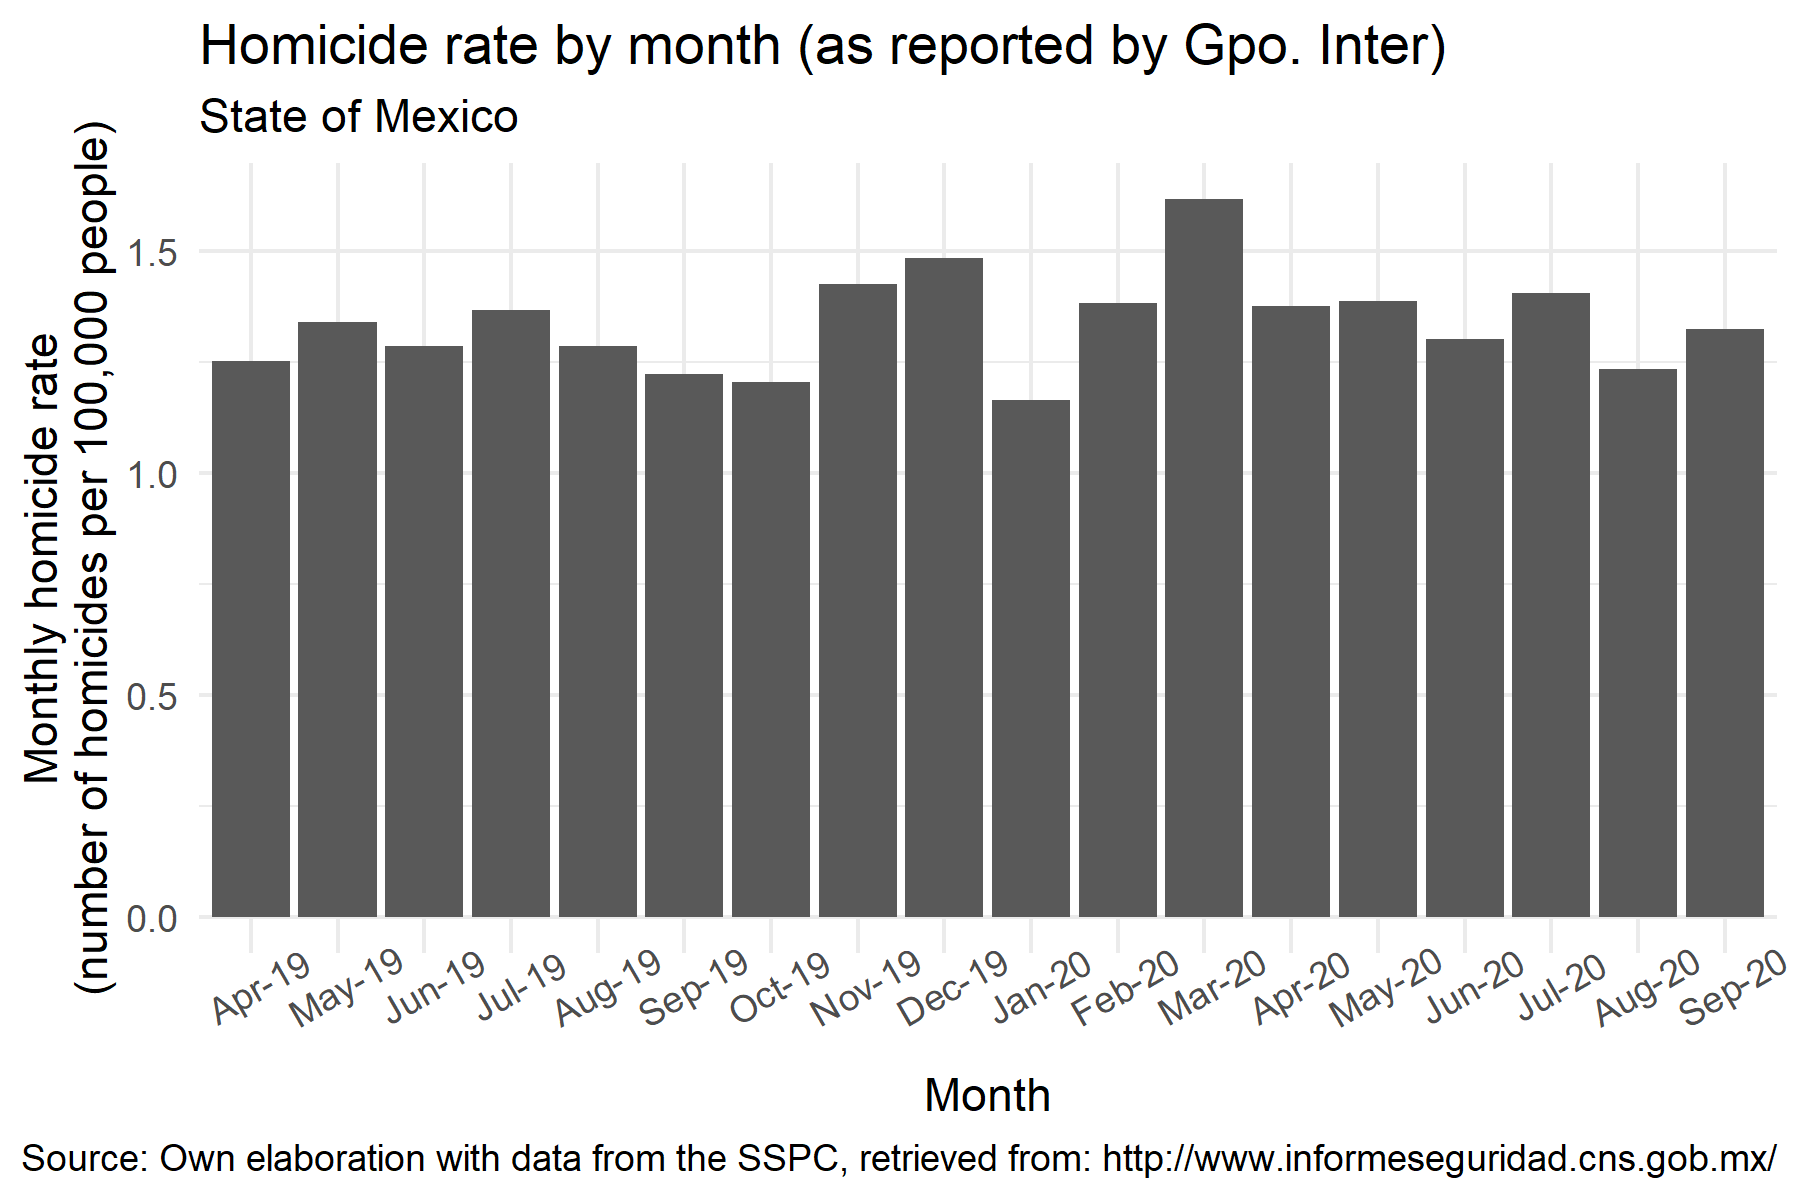 Homicide rate by month (as reported by Gpo. Inter)
State of Mexico
Monthly homicide rate
(number of homicides per 100,000 people)
1.5
1.0
0.5
0.0
Apr-19
May-19
Jun-19
Jul-19
Aug-19
Sep-19
Oct-19
Nov-19
Dec-19
Jan-20
Feb-20
Mar-20
Apr-20
May-20
Jun-20
Jul-20
Aug-20
Sep-20
Month
Source: Own elaboration with data from the SSPC, retrieved from: http://www.informeseguridad.cns.gob.mx/